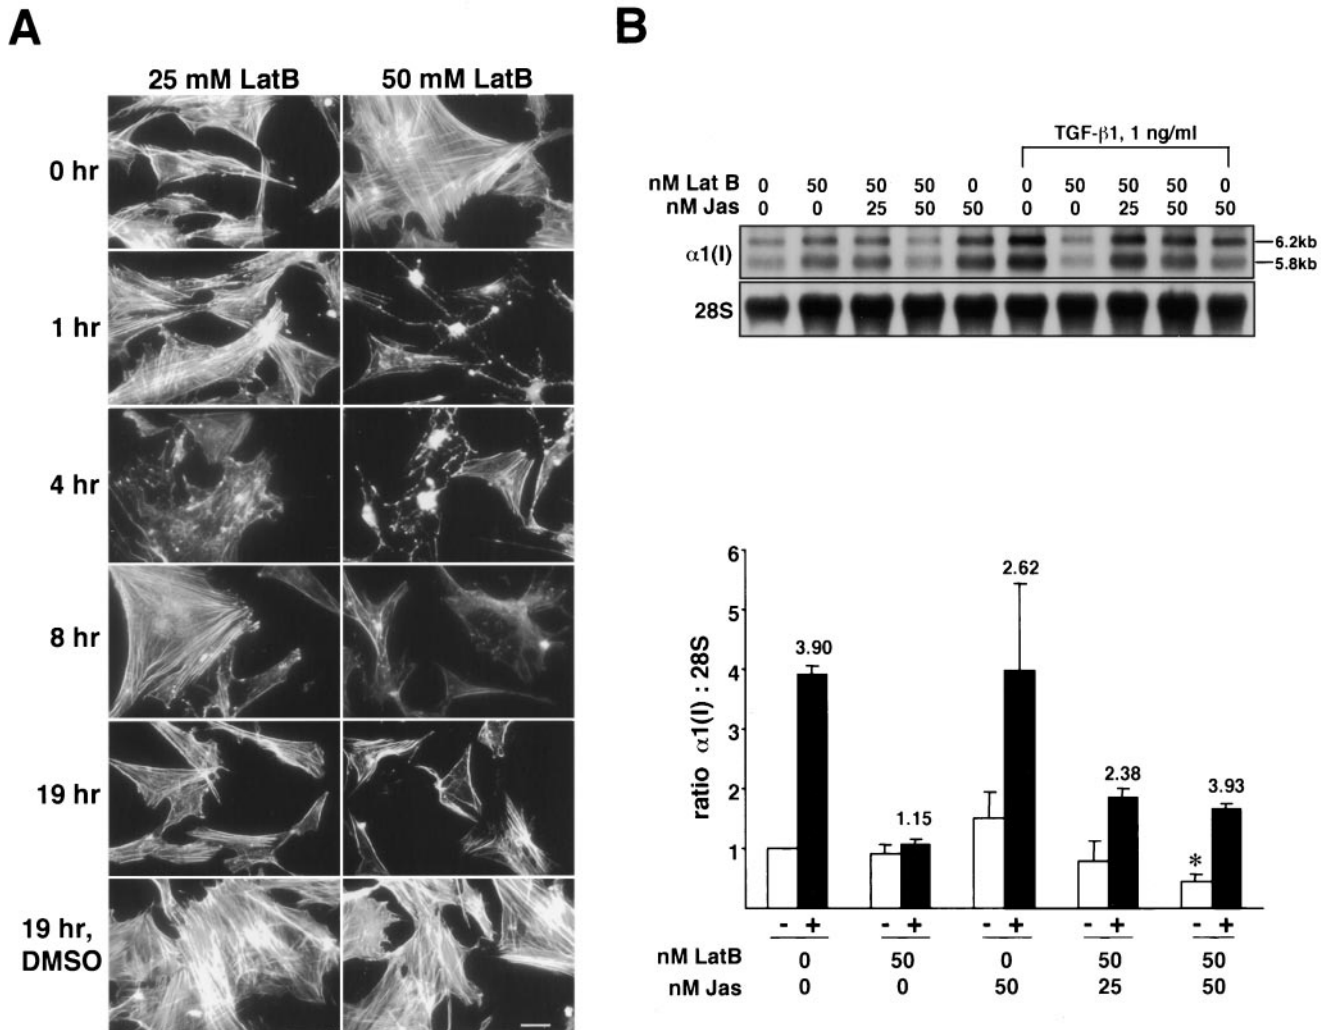 A
25 mM LatB 50 mM LatB
0 hr
1 hr
4 hr
8 hr
19 hr
19 hr,
DMSO
B
TGF-β1, 1 ng/ml
nM Lat B 0 50 50 50 0 0 50 50 50 0
nM Jas 0 0 25 50 50 0 0 25 50 50
α1(I)
6.2kb
5.8kb
28S
ratio α1(I) : 28S
6
5
4
3
2
1
3.90
1.15
2.62
2.38
3.93
*
- + - + - + - + - +
nM LatB 0 50 0 50 50
nM Jas 0 0 50 25 50